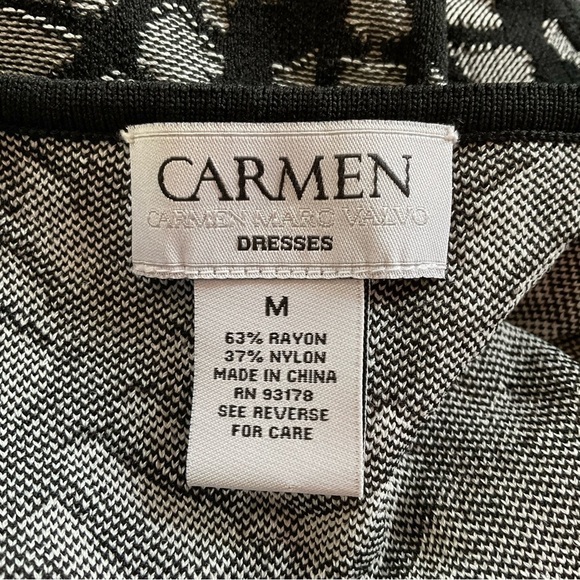 CARMEN
CARMEN MARC VALVO
DRESSES
M
63% RAYON
37% NYLON
MADE IN CHINA
RN 93178
SEE REVERSE
FOR CARE